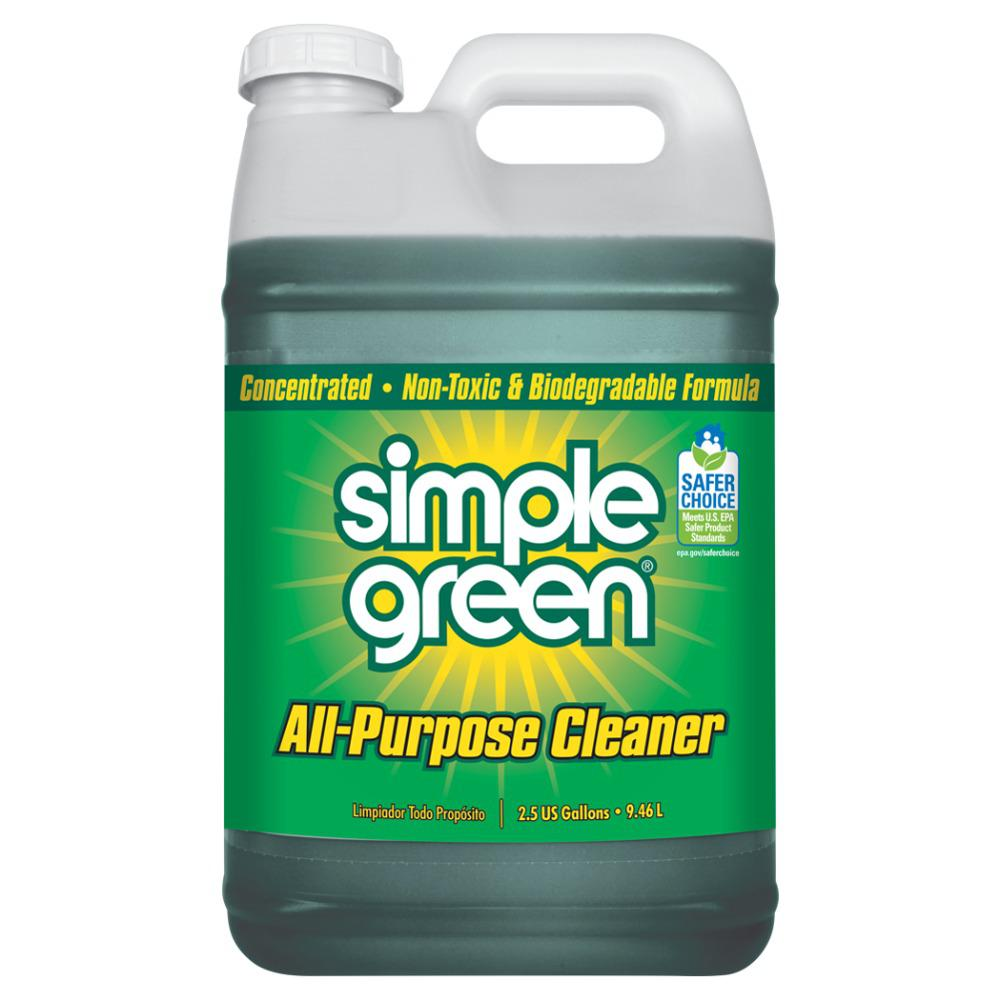 Concentrated • Non-Toxic & Biodegradable Formula
simple
green®
SAFER
CHOICE
Meets U.S. EPA
Safer Product
Standards
epa.gov/saferchoice
All-Purpose Cleaner
Limpiador Todo Propósito | 2.5 US Gallons • 9.46 L